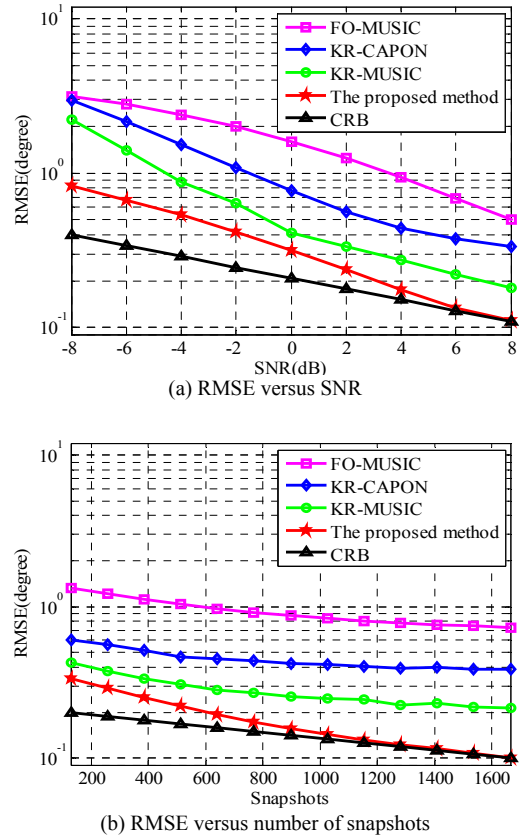 10^1
FO-MUSIC
KR-CAPON
KR-MUSIC
The proposed method
CRB
RMSE(degree)
10^0
10^-1
-8 -6 -4 -2 0 2 4 6 8
SNR(dB)
(a) RMSE versus SNR
10^1
FO-MUSIC
KR-CAPON
KR-MUSIC
The proposed method
CRB
RMSE(degree)
10^0
10^-1
200 400 600 800 1000 1200 1400 1600
Snapshots
(b) RMSE versus number of snapshots